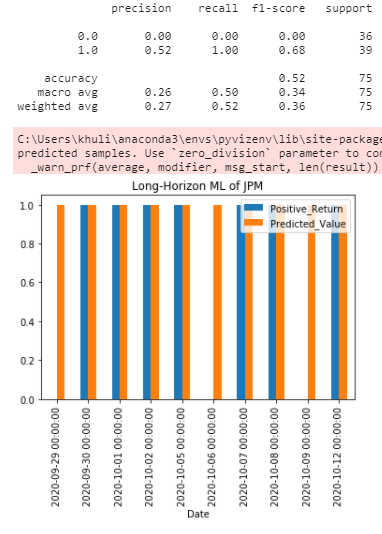 precision recall f1-score support
0.0 0.00 0.00 0.00 36
1.0 0.52 1.00 0.68 39
accuracy 0.52 75
macro avg 0.26 0.50 0.34 75
weighted avg 0.27 0.52 0.36 75
C:\Users\khuli\anaconda3\envs\pyvizenv\lib\site-package
predicted samples. Use `zero_division` parameter to con
_warn_prf(average, modifier, msg_start, len(result))
Long-Horizon ML of JPM
Positive_Return
Predicted_Value
1.0
0.8
0.6
0.4
0.2
0.0
2020-09-29 00:00:00
2020-09-30 00:00:00
2020-10-01 00:00:00
2020-10-02 00:00:00
2020-10-05 00:00:00
2020-10-06 00:00:00
2020-10-07 00:00:00
2020-10-08 00:00:00
2020-10-09 00:00:00
2020-10-12 00:00:00
Date